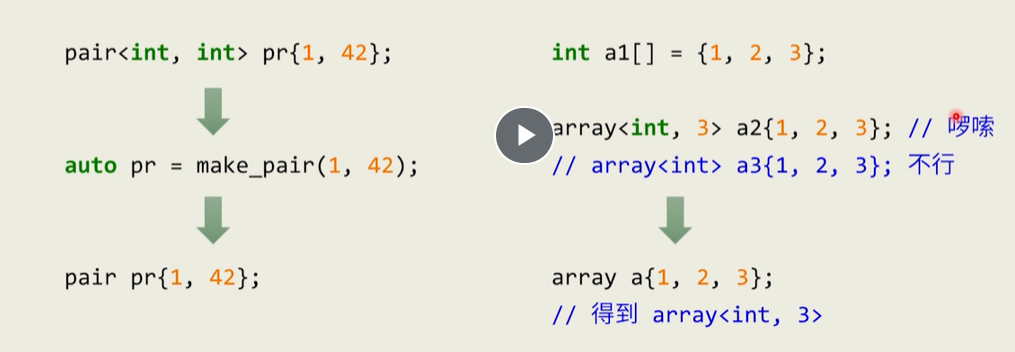 pair<int, int> pr{1, 42};
auto pr = make_pair(1, 42);
pair pr{1, 42};
int a1[] = {1, 2, 3};
array<int, 3> a2{1, 2, 3}; // 啰嗦
// array<int> a3{1, 2, 3}; 不行
array a{1, 2, 3};
// 得到 array<int, 3>